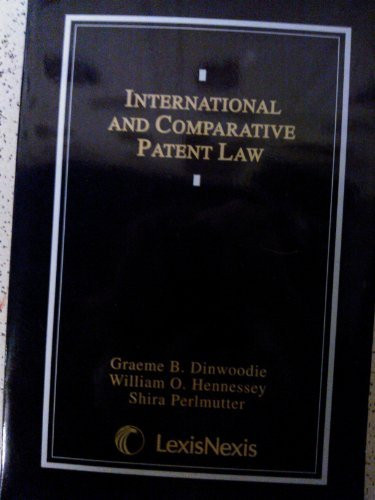 INTERNATIONAL
AND COMPARATIVE
PATENT LAW
Graeme B. Dinwoodie
William O. Hennessey
Shira Perlmutter
LexisNexis